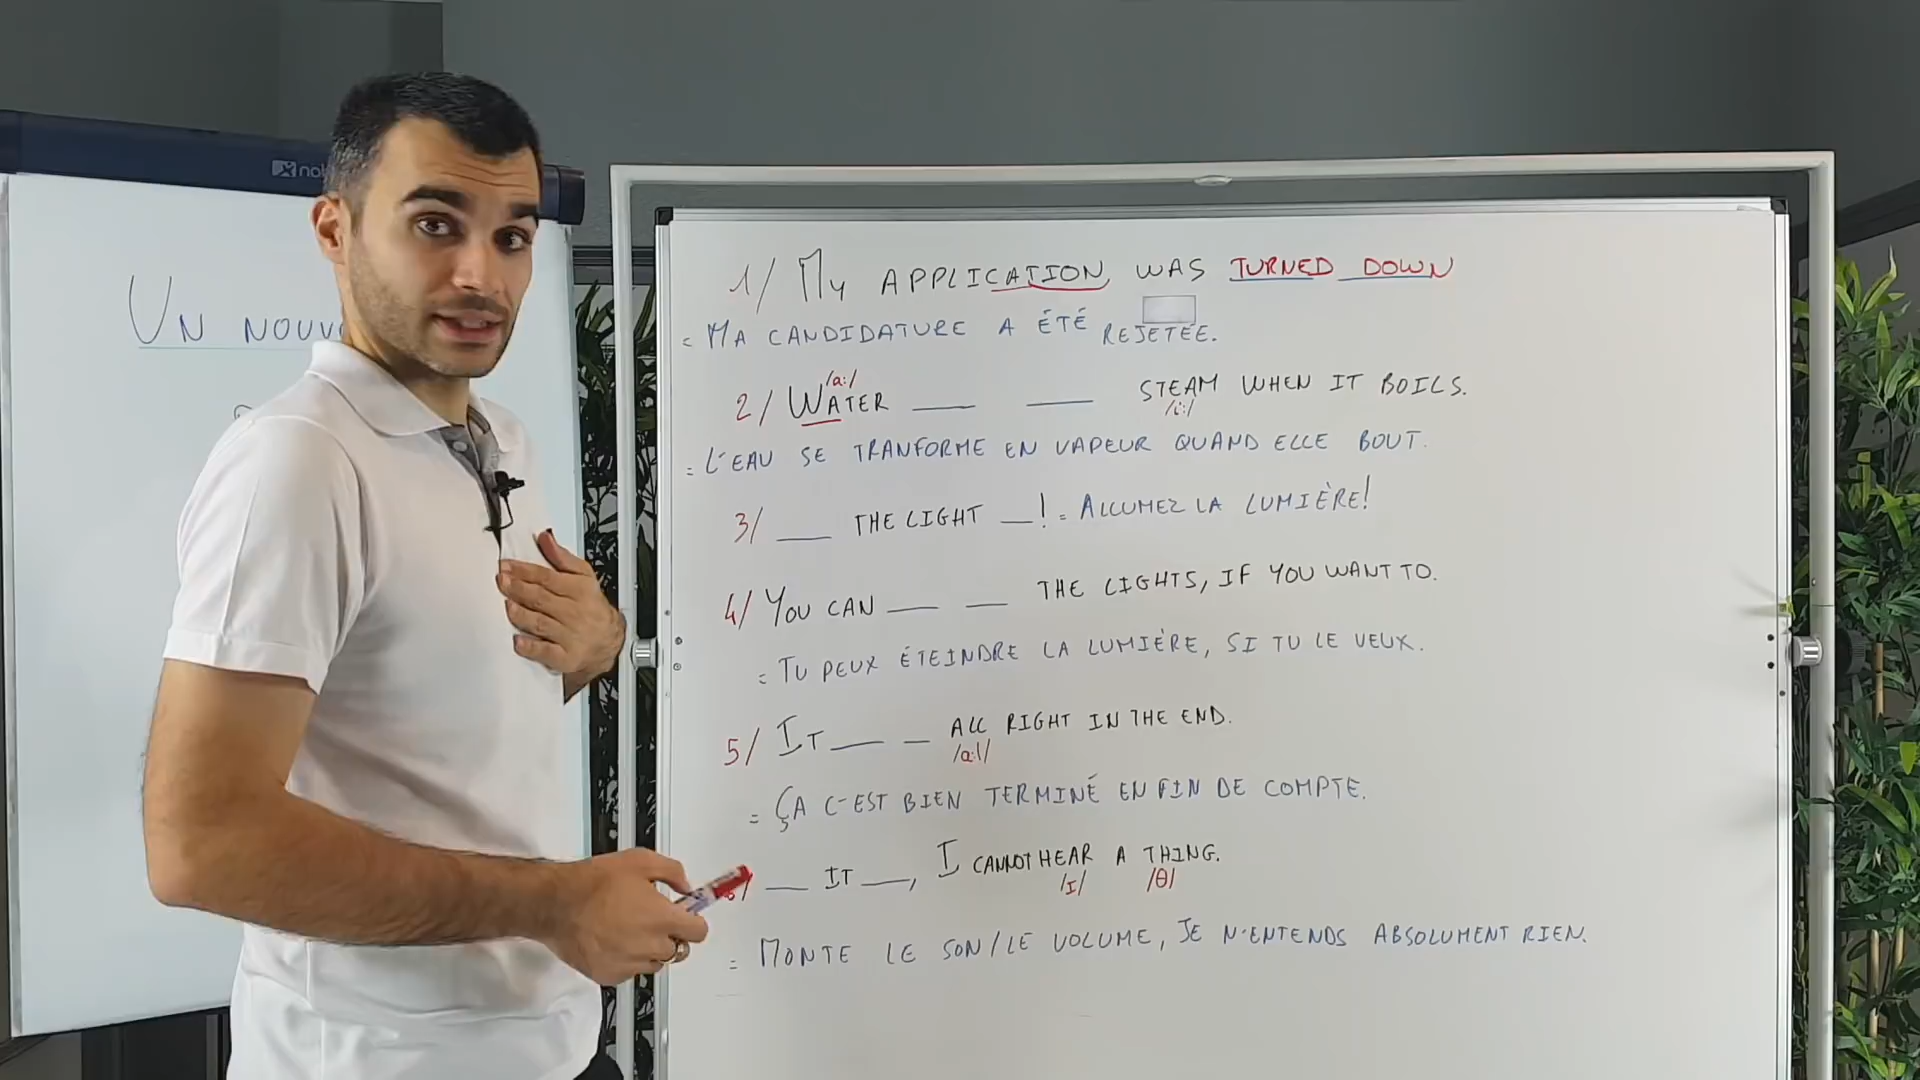 UN NOUV
1/ MY APPLICATION WAS TURNED DOWN
= MA CANDIDATURE A ÉTÉ REJETÉE.
/a:/
2/ WATER ___ ___ STEAM WHEN IT BOILS.
/i:/
= L'EAU SE TRANFORME EN VAPEUR QUAND ELLE BOUT.
3/ ___ THE LIGHT ___! = ALLUMEZ LA LUMIÈRE!
4/ YOU CAN ___ ___ THE LIGHTS, IF YOU WANT TO.
= TU PEUX ÉTEINDRE LA LUMIÈRE, SI TU LE VEUX.
5/ IT ___ ___ ALL RIGHT IN THE END.
/a:l/
= ÇA C'EST BIEN TERMINÉ EN FIN DE COMPTE.
6/ ___ IT ___, I CANNOT HEAR A THING.
/I/ /θ/
= MONTE LE SON/LE VOLUME, JE N'ENTENDS ABSOLUMENT RIEN.